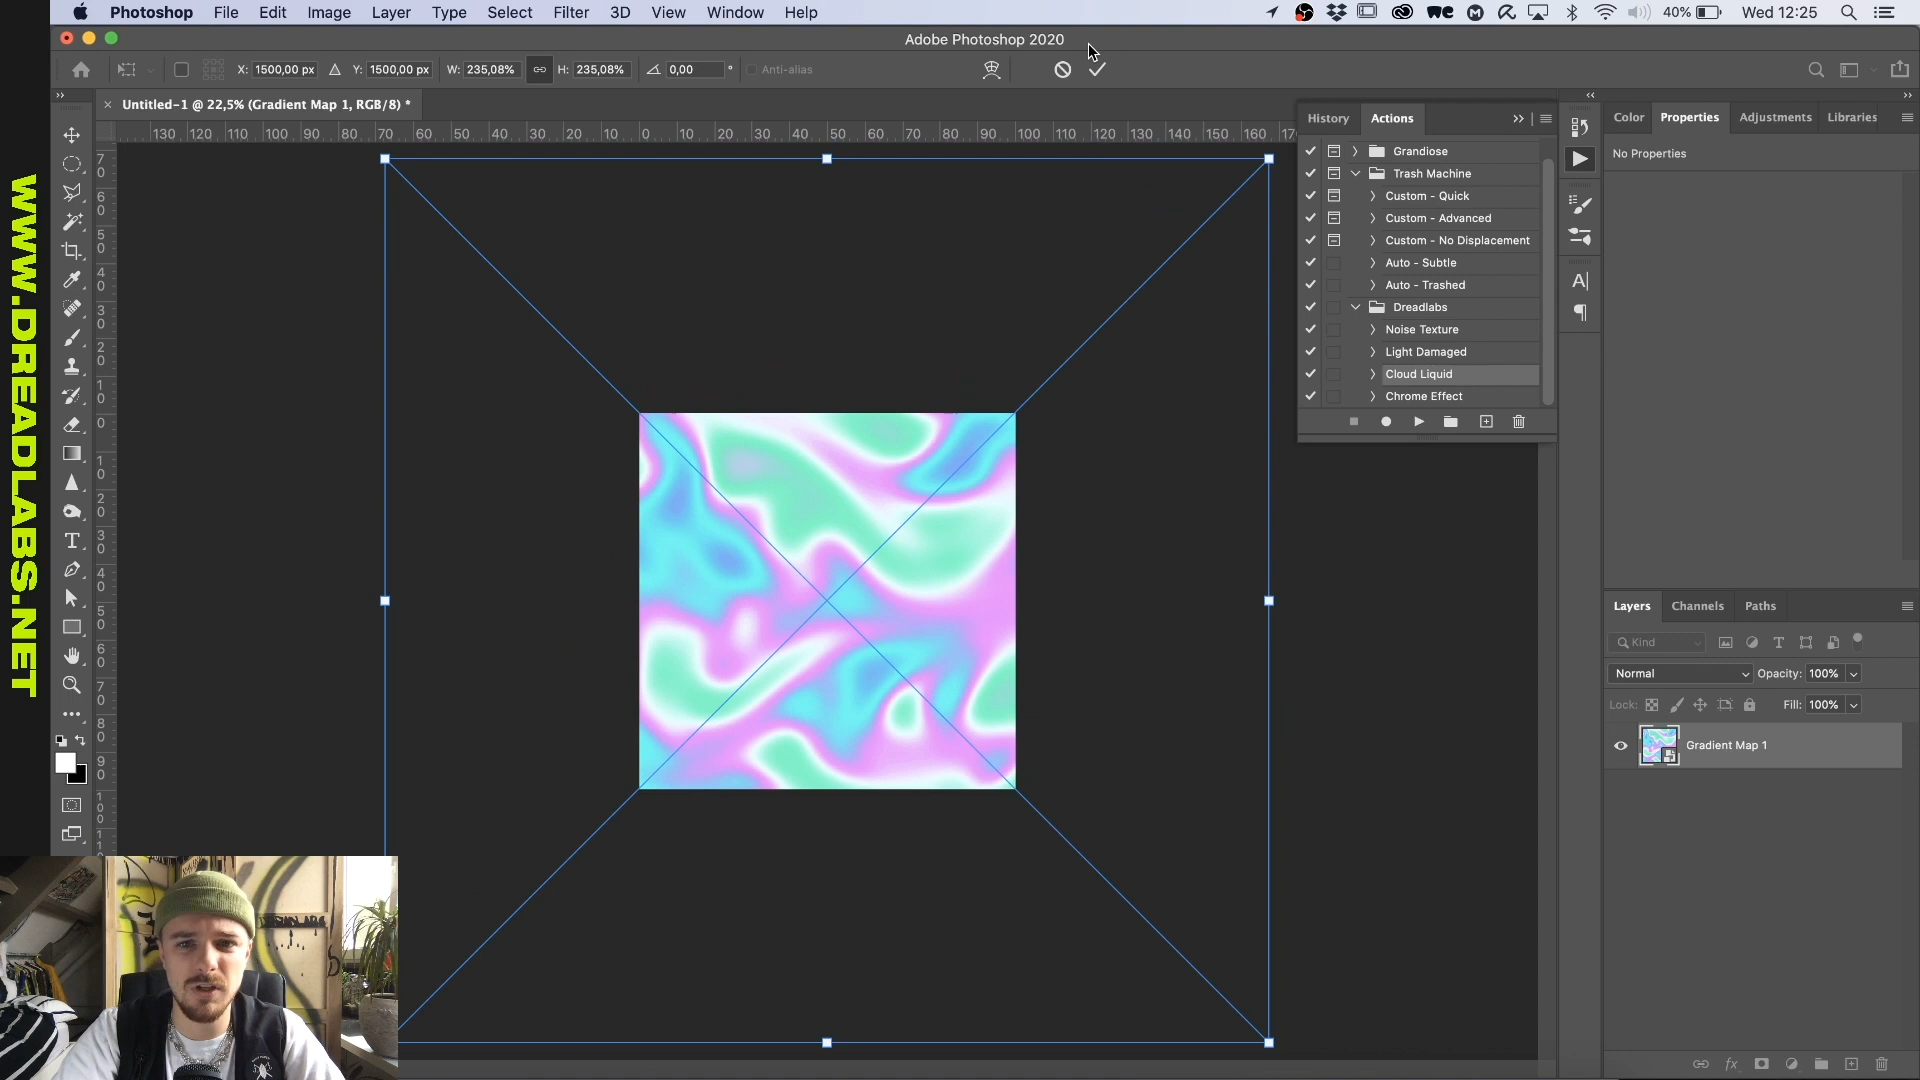 Photoshop File Edit Image Layer Type Select Filter 3D View Window Help 40% Wed 12:25
Adobe Photoshop 2020
X: 1500,00 px Y: 1500,00 px W: 235,08% H: 235,08% 0,00 ° Anti-alias
Untitled-1 @ 22,5% (Gradient Map 1, RGB/8) *
130 120 110 100 90 80 70 60 50 40 30 20 10 0 10 20 30 40 50 60 70 80 90 100 110 120 130 140 150 160 17
History Actions
Grandiose
Trash Machine
Custom - Quick
Custom - Advanced
Custom - No Displacement
Auto - Subtle
Auto - Trashed
Dreadlabs
Noise Texture
Light Damaged
Cloud Liquid
Chrome Effect
Color Properties Adjustments Libraries
No Properties
Layers Channels Paths
Kind
Normal Opacity: 100%
Lock: Fill: 100%
Gradient Map 1
WWW.DREADLABS.NET